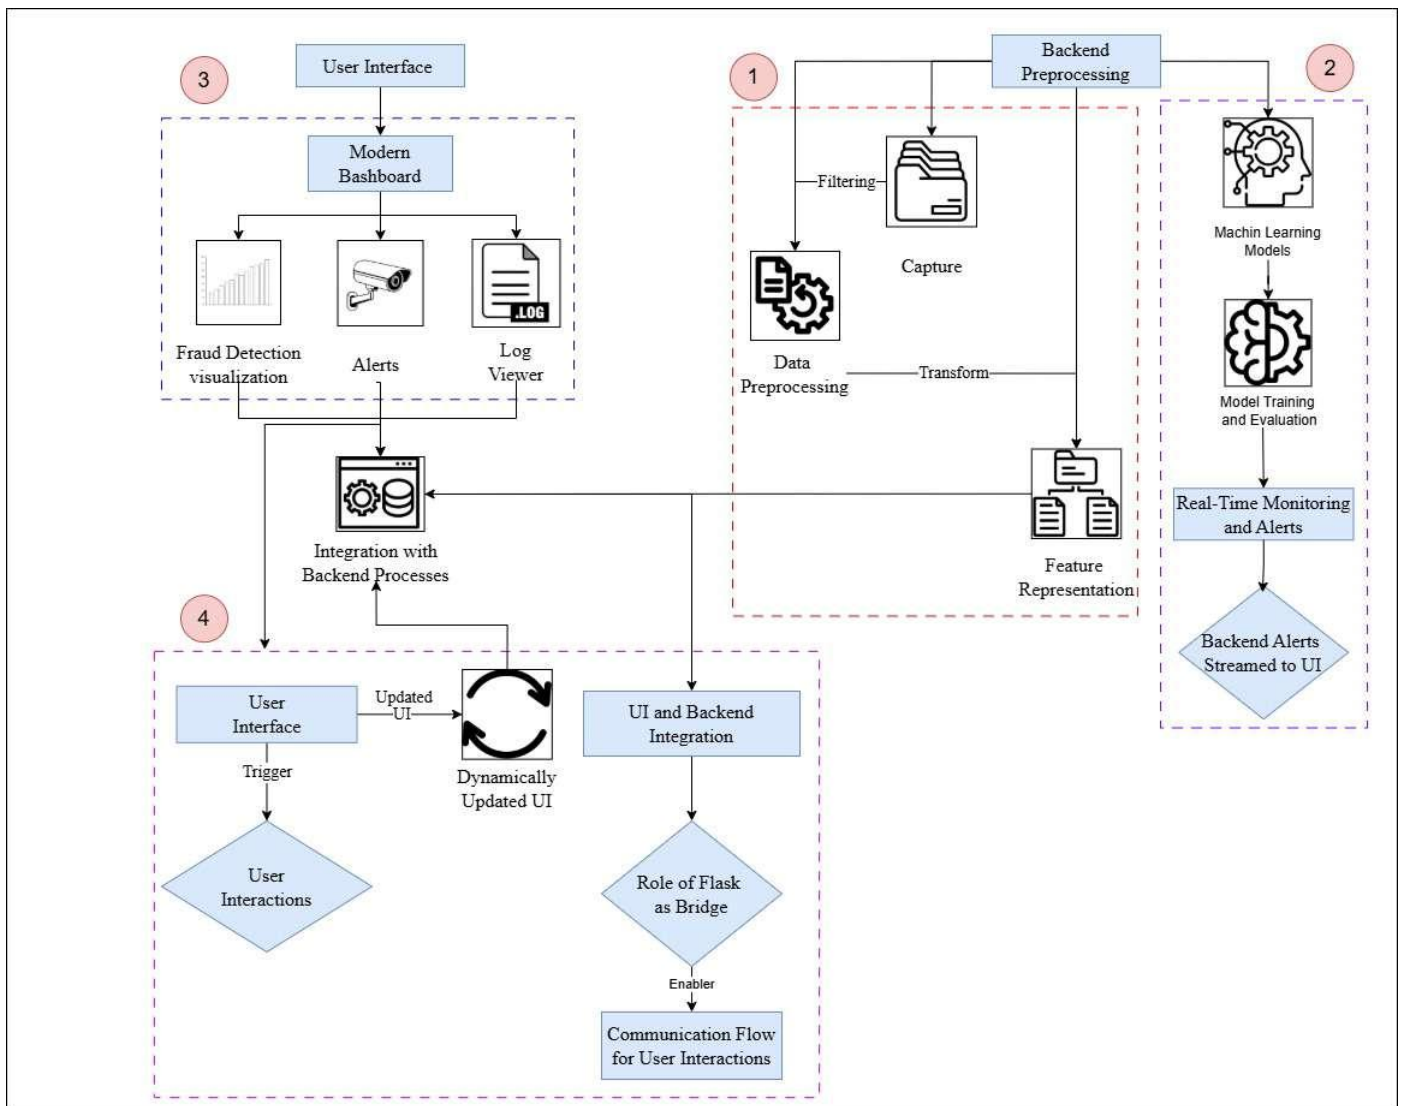 3
User Interface
Modern
Bashboard
Fraud Detection
visualization
Alerts
.LOG
Log
Viewer
Integration with
Backend Processes
1
Backend
Preprocessing
Filtering
Capture
Data
Preprocessing
Transform
Feature
Representation
2
Machin Learning
Models
Model Training
and Evaluation
Real-Time Monitoring
and Alerts
Backend Alerts
Streamed to UI
4
User
Interface
Updated
UI
Dynamically
Updated UI
Trigger
User
Interactions
UI and Backend
Integration
Role of Flask
as Bridge
Enabler
Communication Flow
for User Interactions